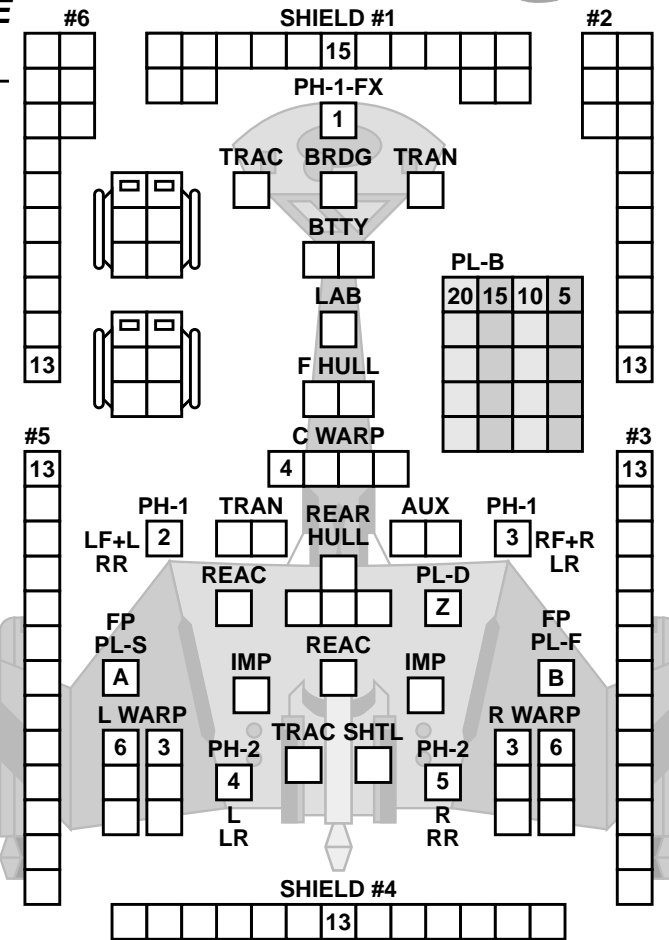 #6 SHIELD #1 #2
15
PH-1-FX
1
TRAC BRDG TRAN
BTTY
PL-B
LAB
20 15 10 5
F HULL
13 13
C WARP
#5 #3
13 4 13
PH-1 TRAN REAR AUX PH-1
HULL
LF+L 2 3 RF+R
RR LR
REAC PL-D
Z
FP FP
PL-S REAC PL-F
A IMP IMP B
L WARP R WARP
6 3 TRAC SHTL 3 6
PH-2 PH-2
4 5
L R
LR RR
SHIELD #4
13